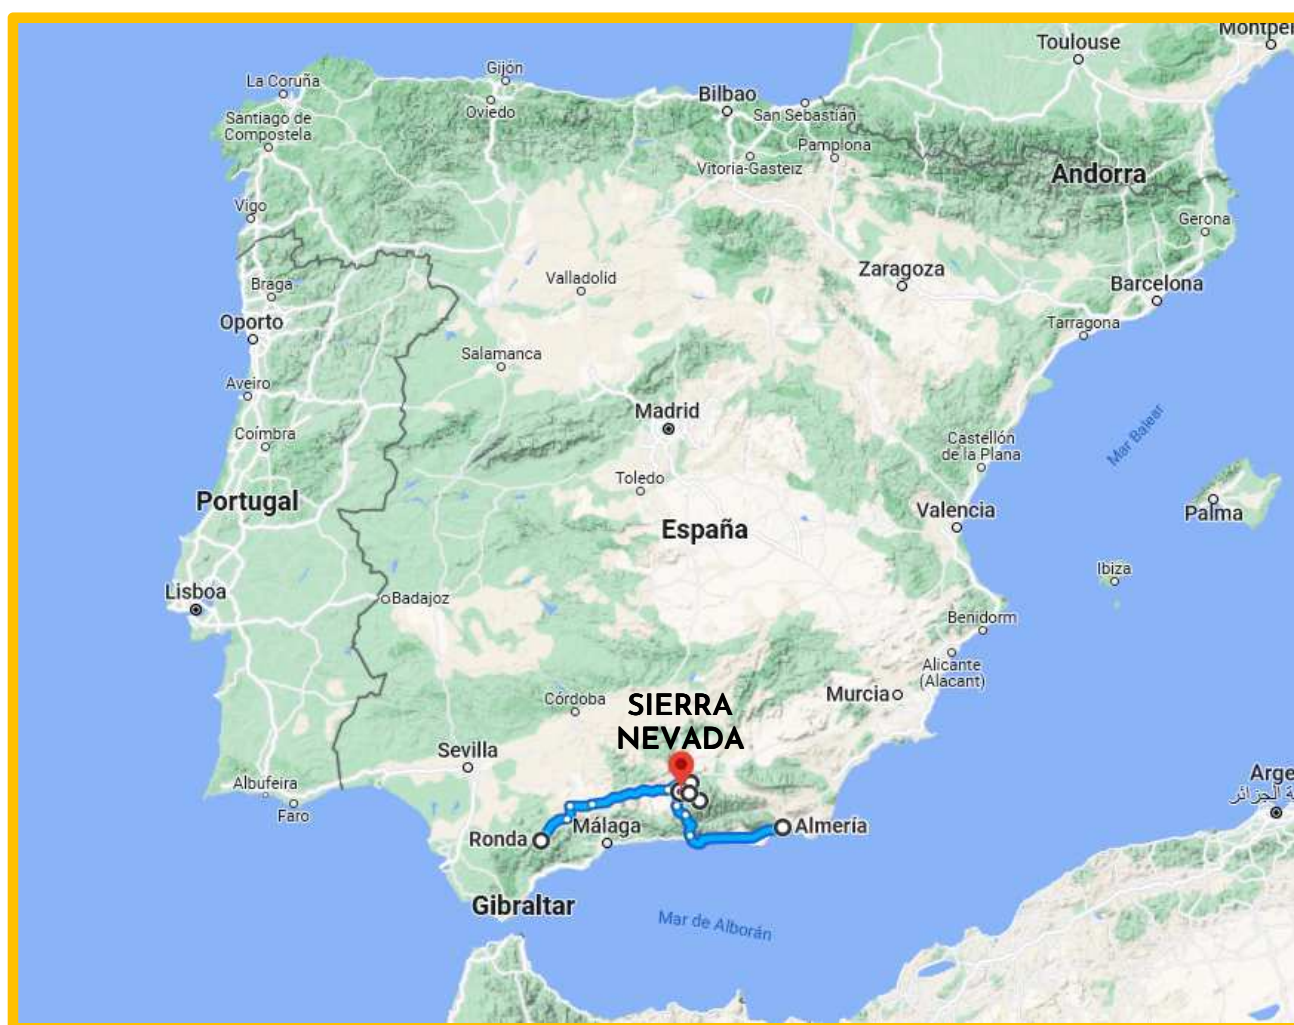 Montpel
Toulouse
Gijón
La Coruña
Bilbao
Oviedo
San Sebastián
Santiago de
Compostela
Pamplona
Vitoria-Gasteiz
Andorra
Vigo
Gerona
Zaragoza
Valladolid
Braga
Barcelona
Oporto
Tarragona
Salamanca
Aveiro
Madrid
Mar Balear
Coímbra
Castellón
de la Plana
Toledo
Portugal
Valencia
Palma
España
Ibiza
Lisboa
Badajoz
Benidorm
Alicante
(Alacant)
Murcia
Córdoba
SIERRA
NEVADA
Sevilla
Albufeira
Arge
ة الجزائر
Faro
Málaga
Almería
Ronda
Gibraltar
Mar de Alborán